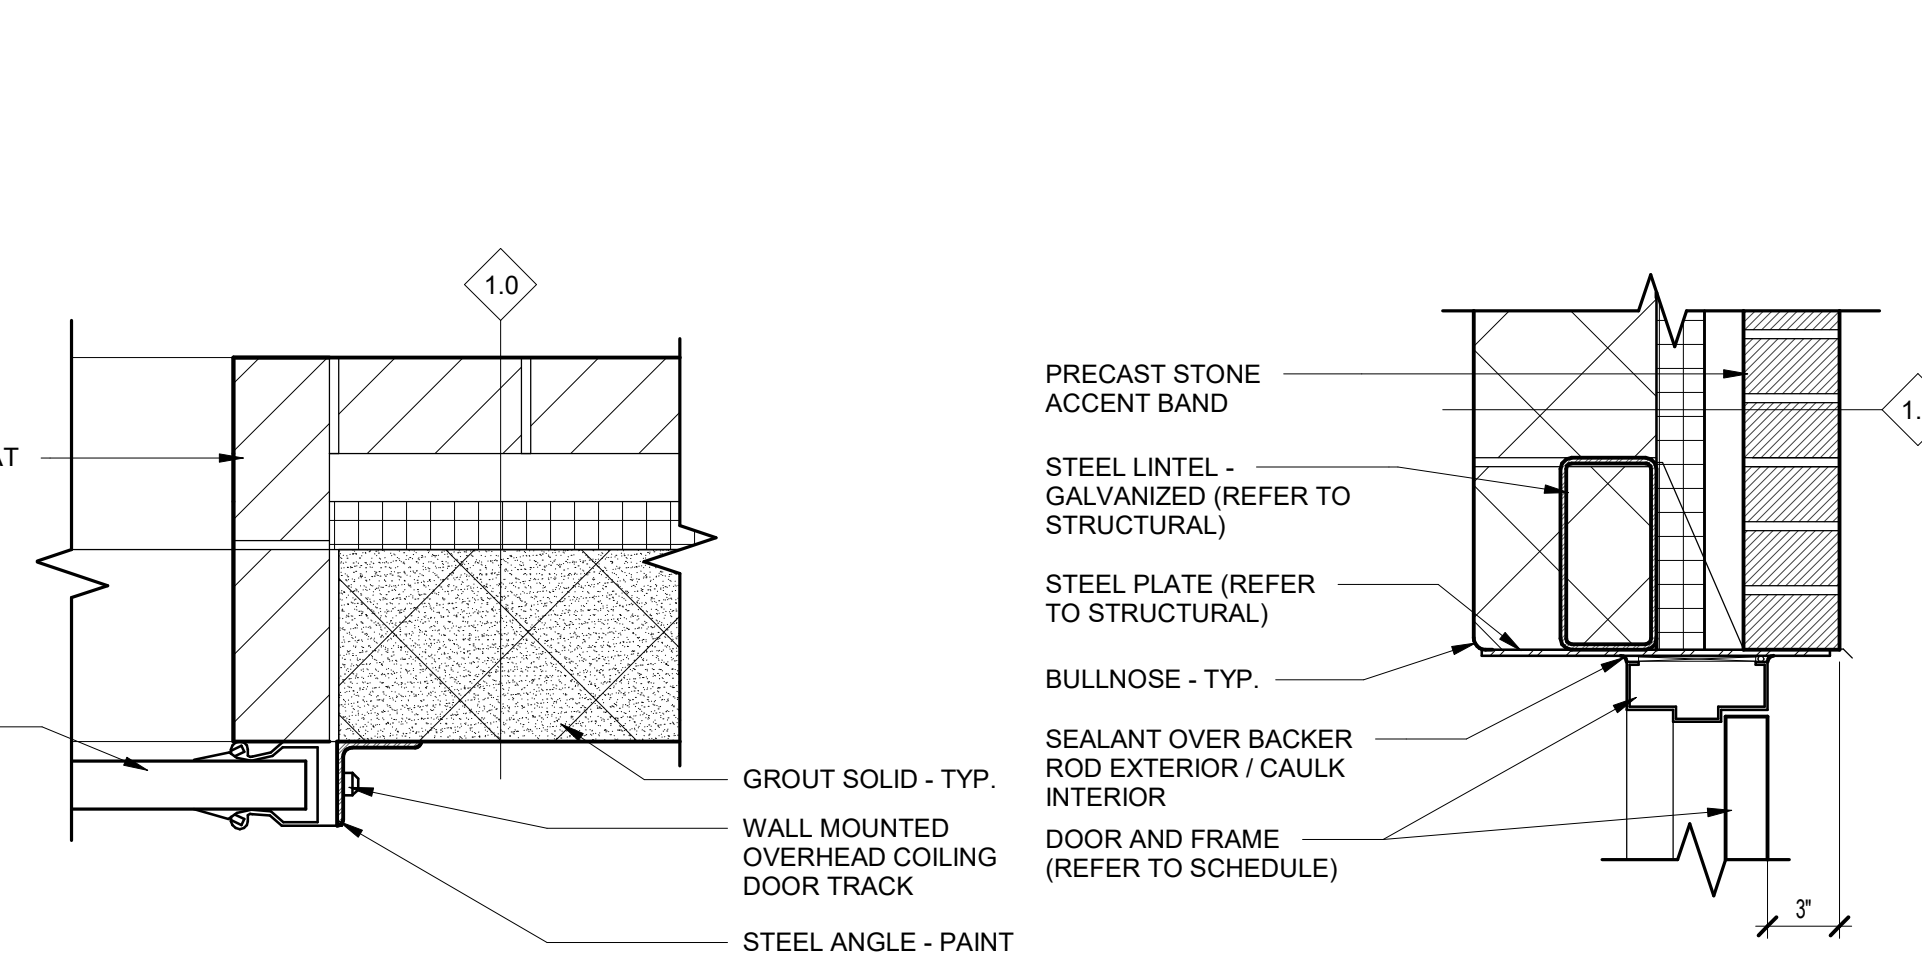 1.0
AT
GROUT SOLID - TYP.
WALL MOUNTED
OVERHEAD COILING
DOOR TRACK
STEEL ANGLE - PAINT
PRECAST STONE
ACCENT BAND
STEEL LINTEL -
GALVANIZED (REFER TO
STRUCTURAL)
STEEL PLATE (REFER
TO STRUCTURAL)
BULLNOSE - TYP.
SEALANT OVER BACKER
ROD EXTERIOR / CAULK
INTERIOR
DOOR AND FRAME
(REFER TO SCHEDULE)
1.
3"